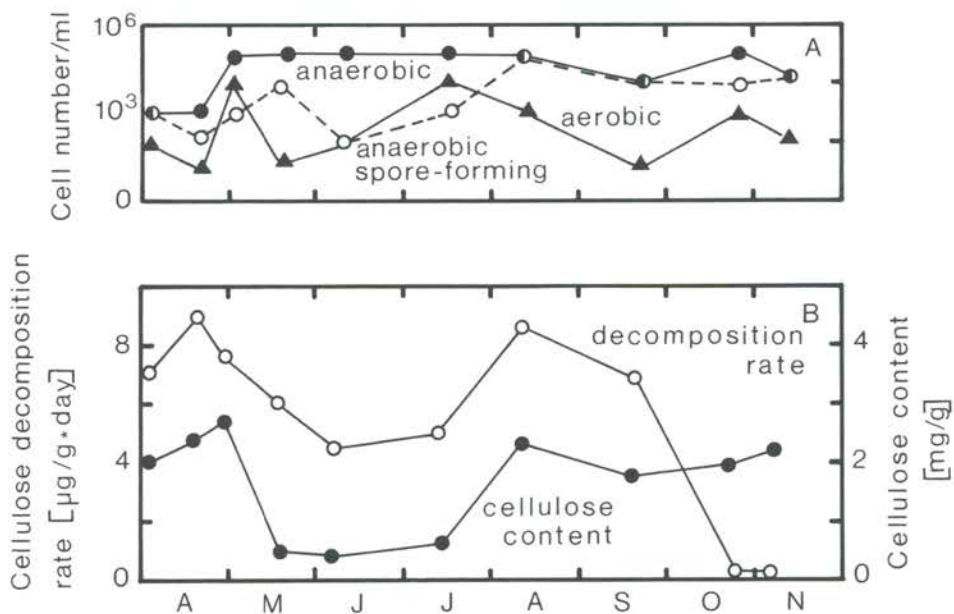 Cell number/ml
10⁶
10³
0
A
anaerobic
aerobic
anaerobic
spore-forming
Cellulose decomposition
rate [µg/g•day]
8
4
0
B
decomposition
rate
cellulose
content
4
2
0
Cellulose content
[mg/g]
A M J J A S O N